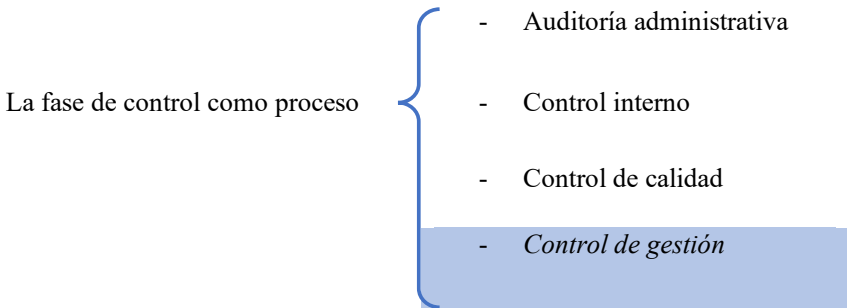 - Auditoría administrativa
La fase de control como proceso - Control interno
- Control de calidad
- Control de gestión